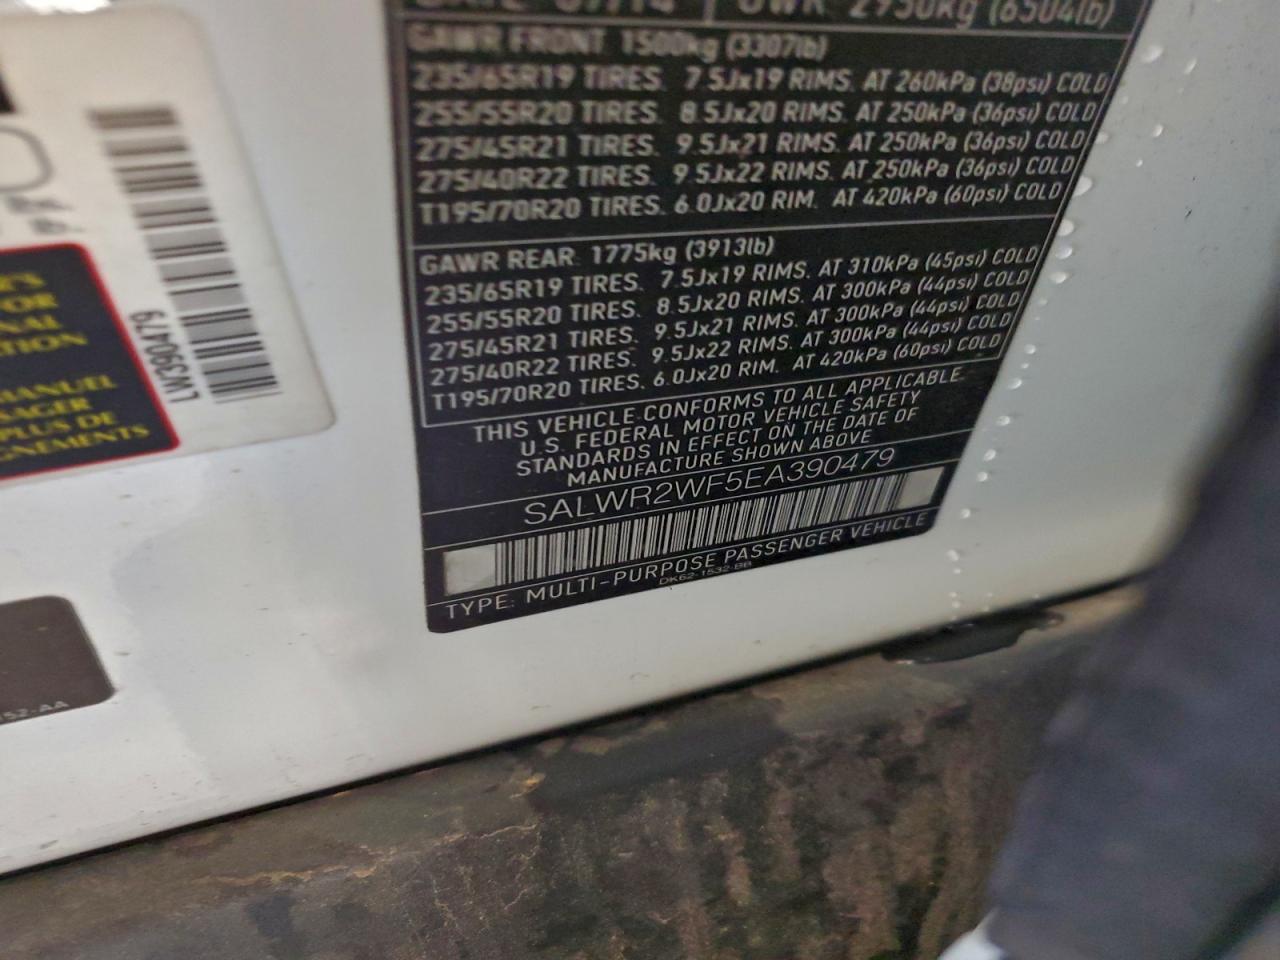 GVWR 2950kg (6504lb)
GAWR FRONT 1500kg (3307lb)
235/65R19 TIRES. 7.5Jx19 RIMS. AT 260kPa (38psi) COLD
255/55R20 TIRES. 8.5Jx20 RIMS. AT 250kPa (36psi) COLD
275/45R21 TIRES. 9.5Jx21 RIMS. AT 250kPa (36psi) COLD
275/40R22 TIRES. 9.5Jx22 RIMS. AT 250kPa (36psi) COLD
T195/70R20 TIRES. 6.0Jx20 RIM. AT 420kPa (60psi) COLD
GAWR REAR 1775kg (3913lb)
235/65R19 TIRES. 7.5Jx19 RIMS. AT 310kPa (45psi) COLD
255/55R20 TIRES. 8.5Jx20 RIMS. AT 300kPa (44psi) COLD
275/45R21 TIRES. 9.5Jx21 RIMS. AT 300kPa (44psi) COLD
275/40R22 TIRES. 9.5Jx22 RIMS. AT 300kPa (44psi) COLD
T195/70R20 TIRES. 6.0Jx20 RIM. AT 420kPa (60psi) COLD
THIS VEHICLE CONFORMS TO ALL APPLICABLE
U.S. FEDERAL MOTOR VEHICLE SAFETY
STANDARDS IN EFFECT ON THE DATE OF
MANUFACTURE SHOWN ABOVE
SALWR2WF5EA390479
TYPE: MULTI-PURPOSE PASSENGER VEHICLE
DK62-1532-BB
LW390479
MANUEL
PLUS DE